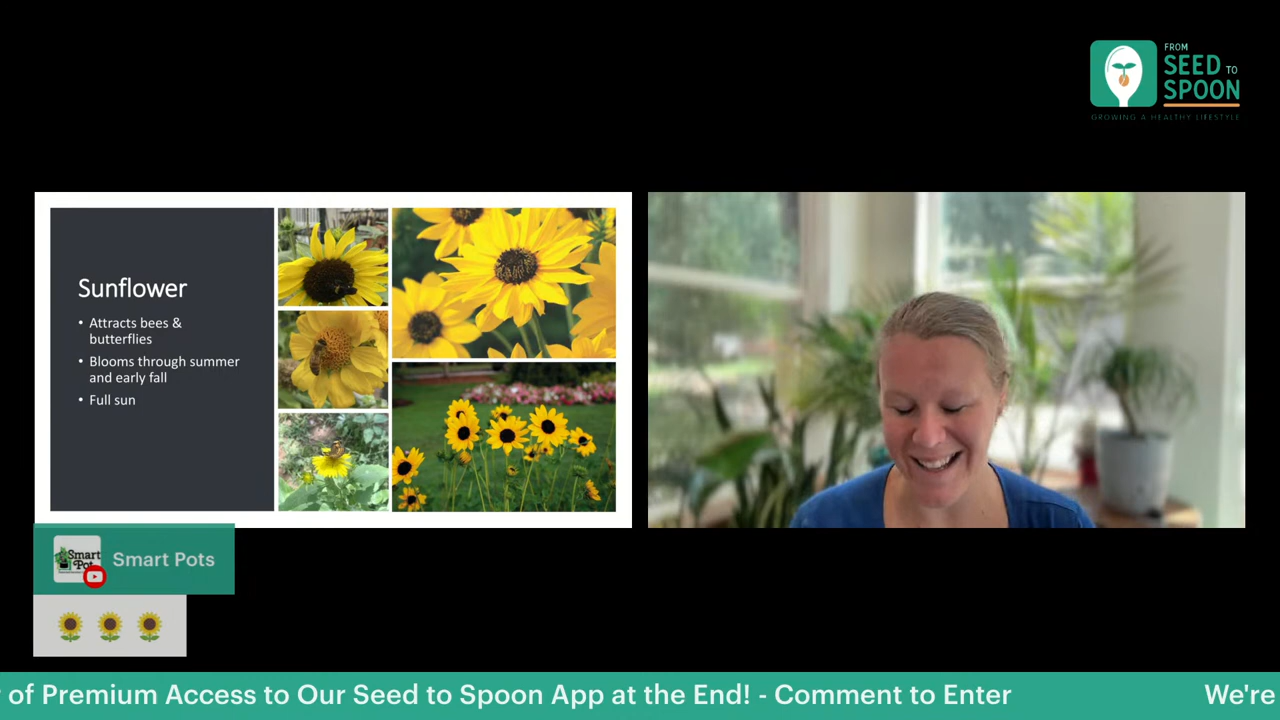 FROM
SEED TO
SPOON
GROWING A HEALTHY LIFESTYLE
Sunflower
• Attracts bees &
butterflies
• Blooms through summer
and early fall
• Full sun
Smart
Pot
Smart Pots
of Premium Access to Our Seed to Spoon App at the End! - Comment to Enter We're